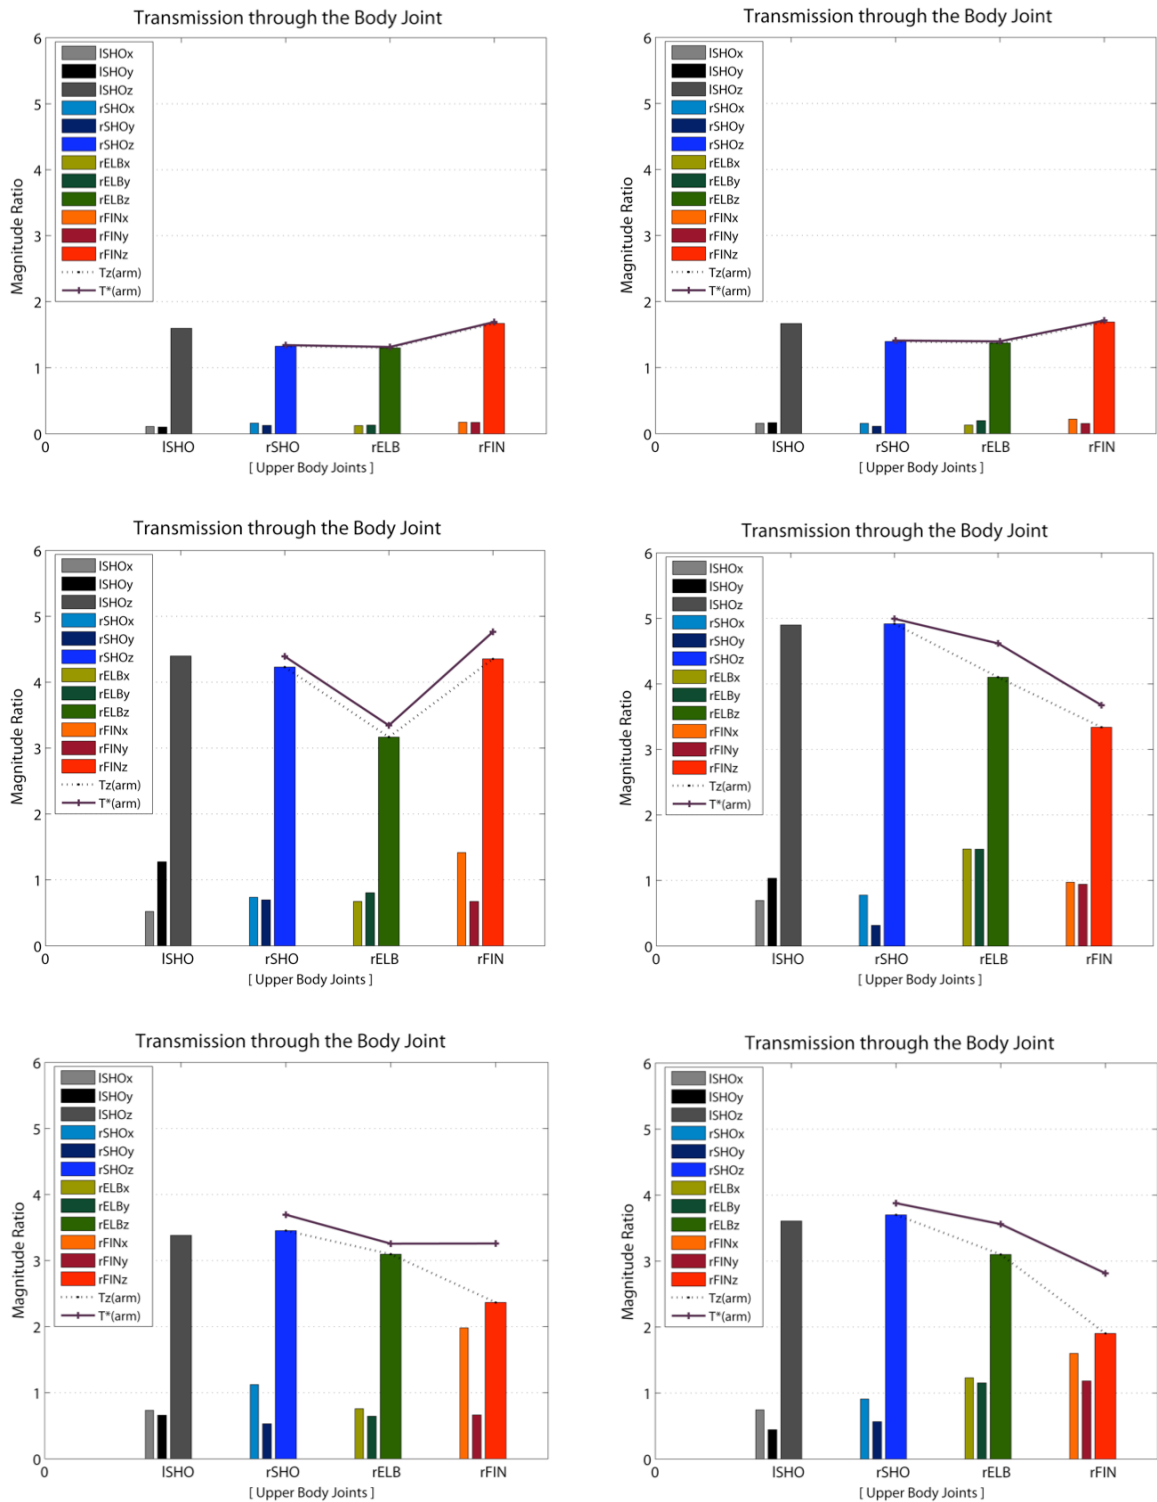 Transmission through the Body Joint
6
5
4
3
2
1
0
Magnitude Ratio
lSHOx
lSHOy
lSHOz
rSHOx
rSHOy
rSHOz
rELBx
rELBy
rELBz
rFINx
rFINy
rFINz
Tz(arm)
T*(arm)
0 lSHO rSHO rELB rFIN
[ Upper Body Joints ]
Transmission through the Body Joint
6
5
4
3
2
1
0
Magnitude Ratio
lSHOx
lSHOy
lSHOz
rSHOx
rSHOy
rSHOz
rELBx
rELBy
rELBz
rFINx
rFINy
rFINz
Tz(arm)
T*(arm)
0 lSHO rSHO rELB rFIN
[ Upper Body Joints ]
Transmission through the Body Joint
6
5
4
3
2
1
0
Magnitude Ratio
lSHOx
lSHOy
lSHOz
rSHOx
rSHOy
rSHOz
rELBx
rELBy
rELBz
rFINx
rFINy
rFINz
Tz(arm)
T*(arm)
0 lSHO rSHO rELB rFIN
[ Upper Body Joints ]
Transmission through the Body Joint
6
5
4
3
2
1
0
Magnitude Ratio
lSHOx
lSHOy
lSHOz
rSHOx
rSHOy
rSHOz
rELBx
rELBy
rELBz
rFINx
rFINy
rFINz
Tz(arm)
T*(arm)
0 lSHO rSHO rELB rFIN
[ Upper Body Joints ]
Transmission through the Body Joint
6
5
4
3
2
1
0
Magnitude Ratio
lSHOx
lSHOy
lSHOz
rSHOx
rSHOy
rSHOz
rELBx
rELBy
rELBz
rFINx
rFINy
rFINz
Tz(arm)
T*(arm)
0 lSHO rSHO rELB rFIN
[ Upper Body Joints ]
Transmission through the Body Joint
6
5
4
3
2
1
0
Magnitude Ratio
lSHOx
lSHOy
lSHOz
rSHOx
rSHOy
rSHOz
rELBx
rELBy
rELBz
rFINx
rFINy
rFINz
Tz(arm)
T*(arm)
0 lSHO rSHO rELB rFIN
[ Upper Body Joints ]